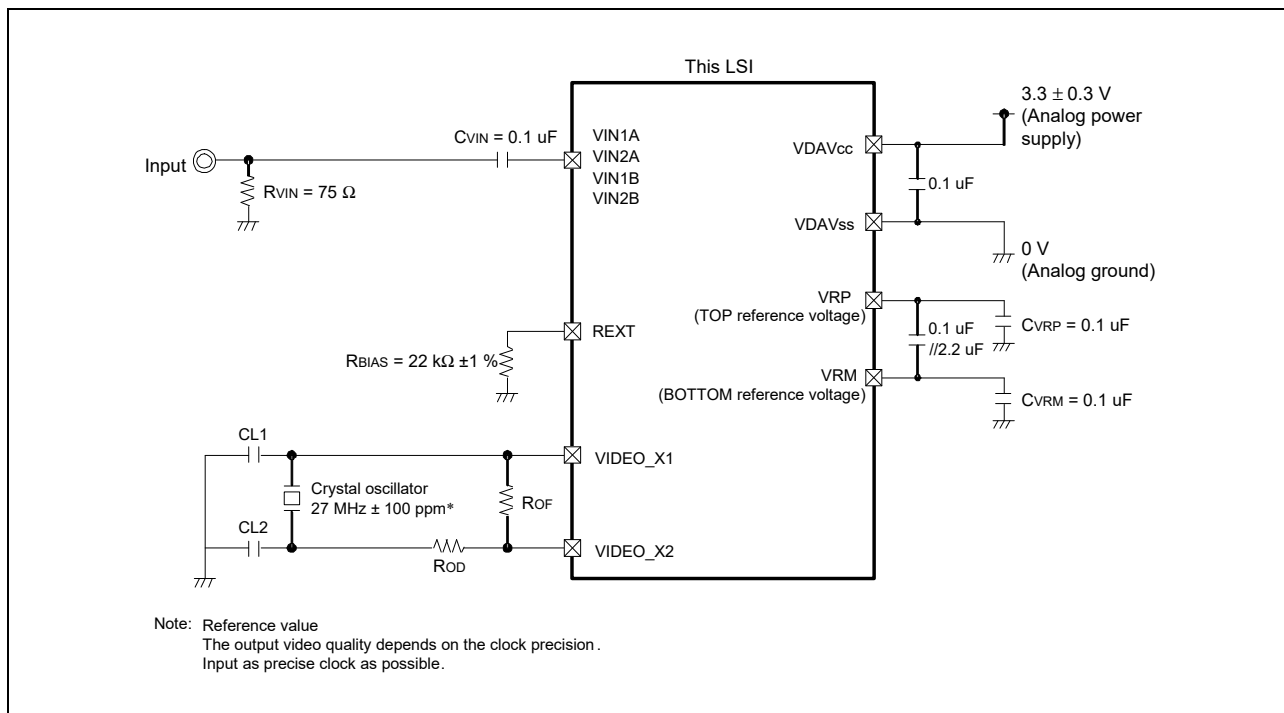 This LSI
Input
RVIN = 75 Ω
CVIN = 0.1 uF
VIN1A
VIN2A
VIN1B
VIN2B
REXT
RBIAS = 22 kΩ ±1 %
CL1
Crystal oscillator
27 MHz ± 100 ppm*
CL2
ROF
ROD
VIDEO_X1
VIDEO_X2
VDAVcc
3.3 ± 0.3 V
(Analog power
supply)
0.1 uF
VDAVss
0 V
(Analog ground)
VRP
(TOP reference voltage)
0.1 uF
//2.2 uF
CVRP = 0.1 uF
VRM
(BOTTOM reference voltage)
CVRM = 0.1 uF
Note: Reference value
The output video quality depends on the clock precision.
Input as precise clock as possible.